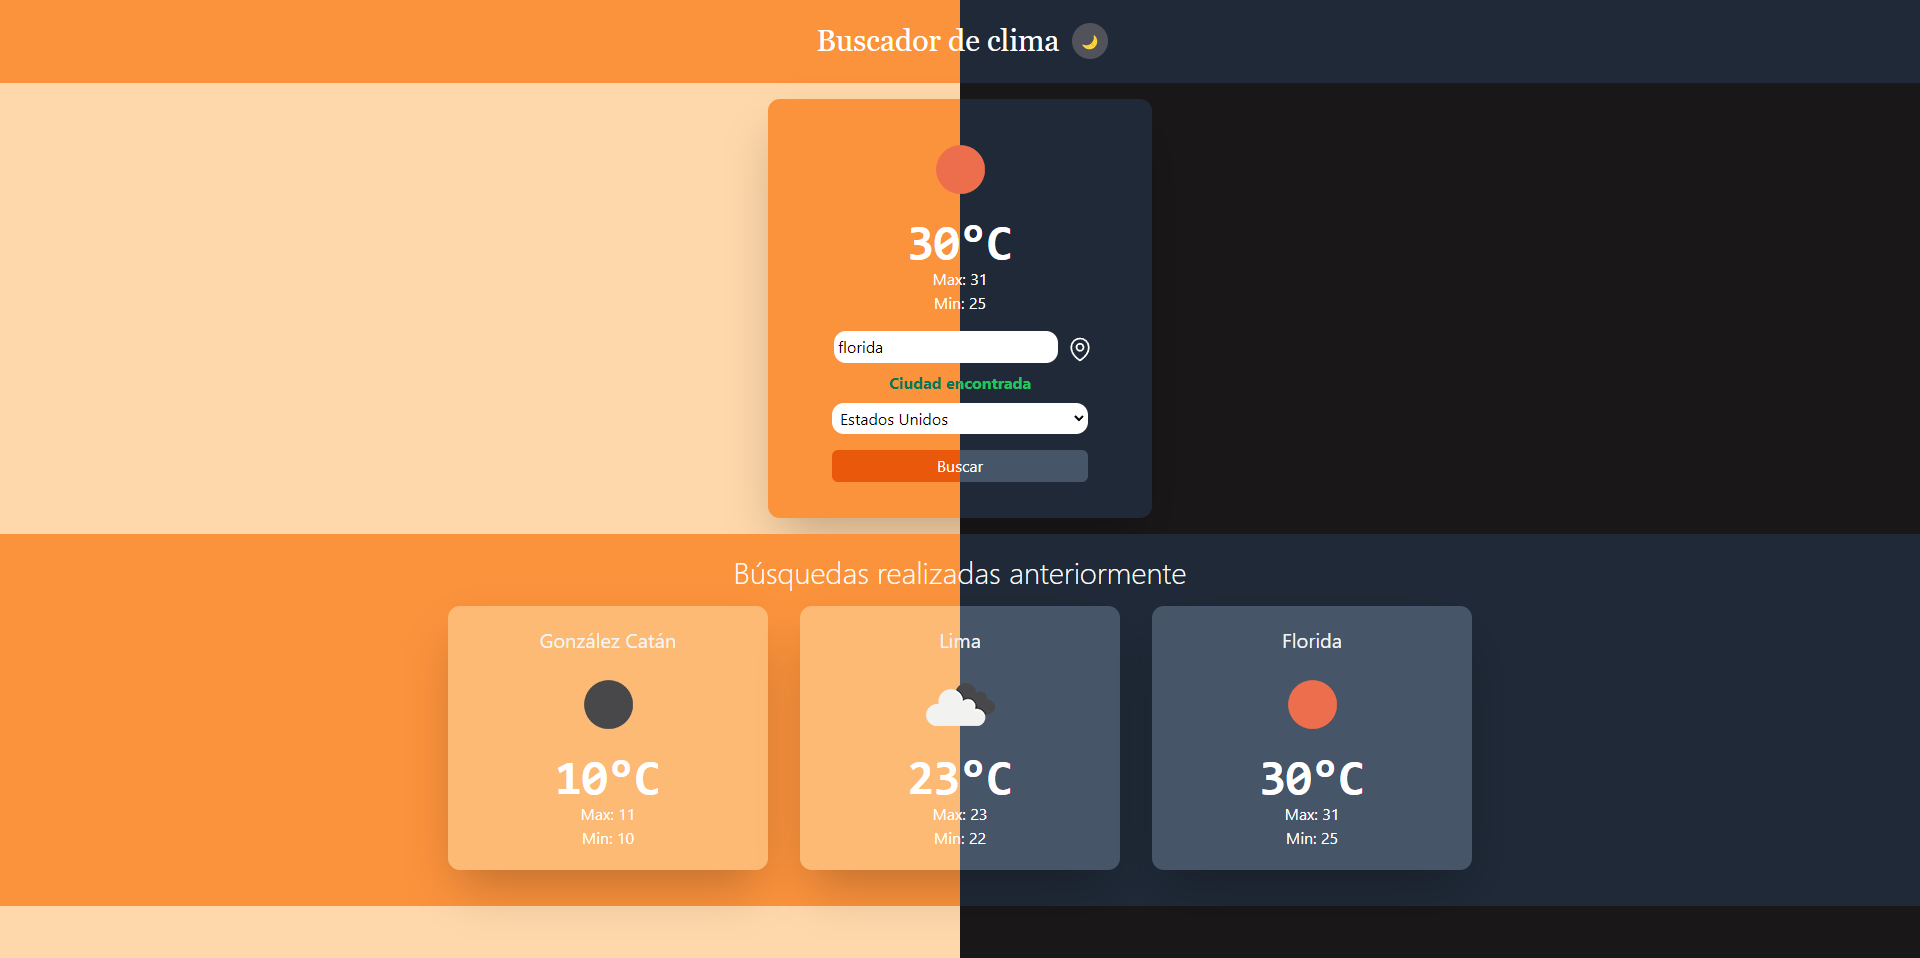 Buscador de clima
30°C
Max: 31
Min: 25
florida
Ciudad encontrada
Estados Unidos
Buscar
Búsquedas realizadas anteriormente
González Catán
10°C
Max: 11
Min: 10
Lima
23°C
Max: 23
Min: 22
Florida
30°C
Max: 31
Min: 25